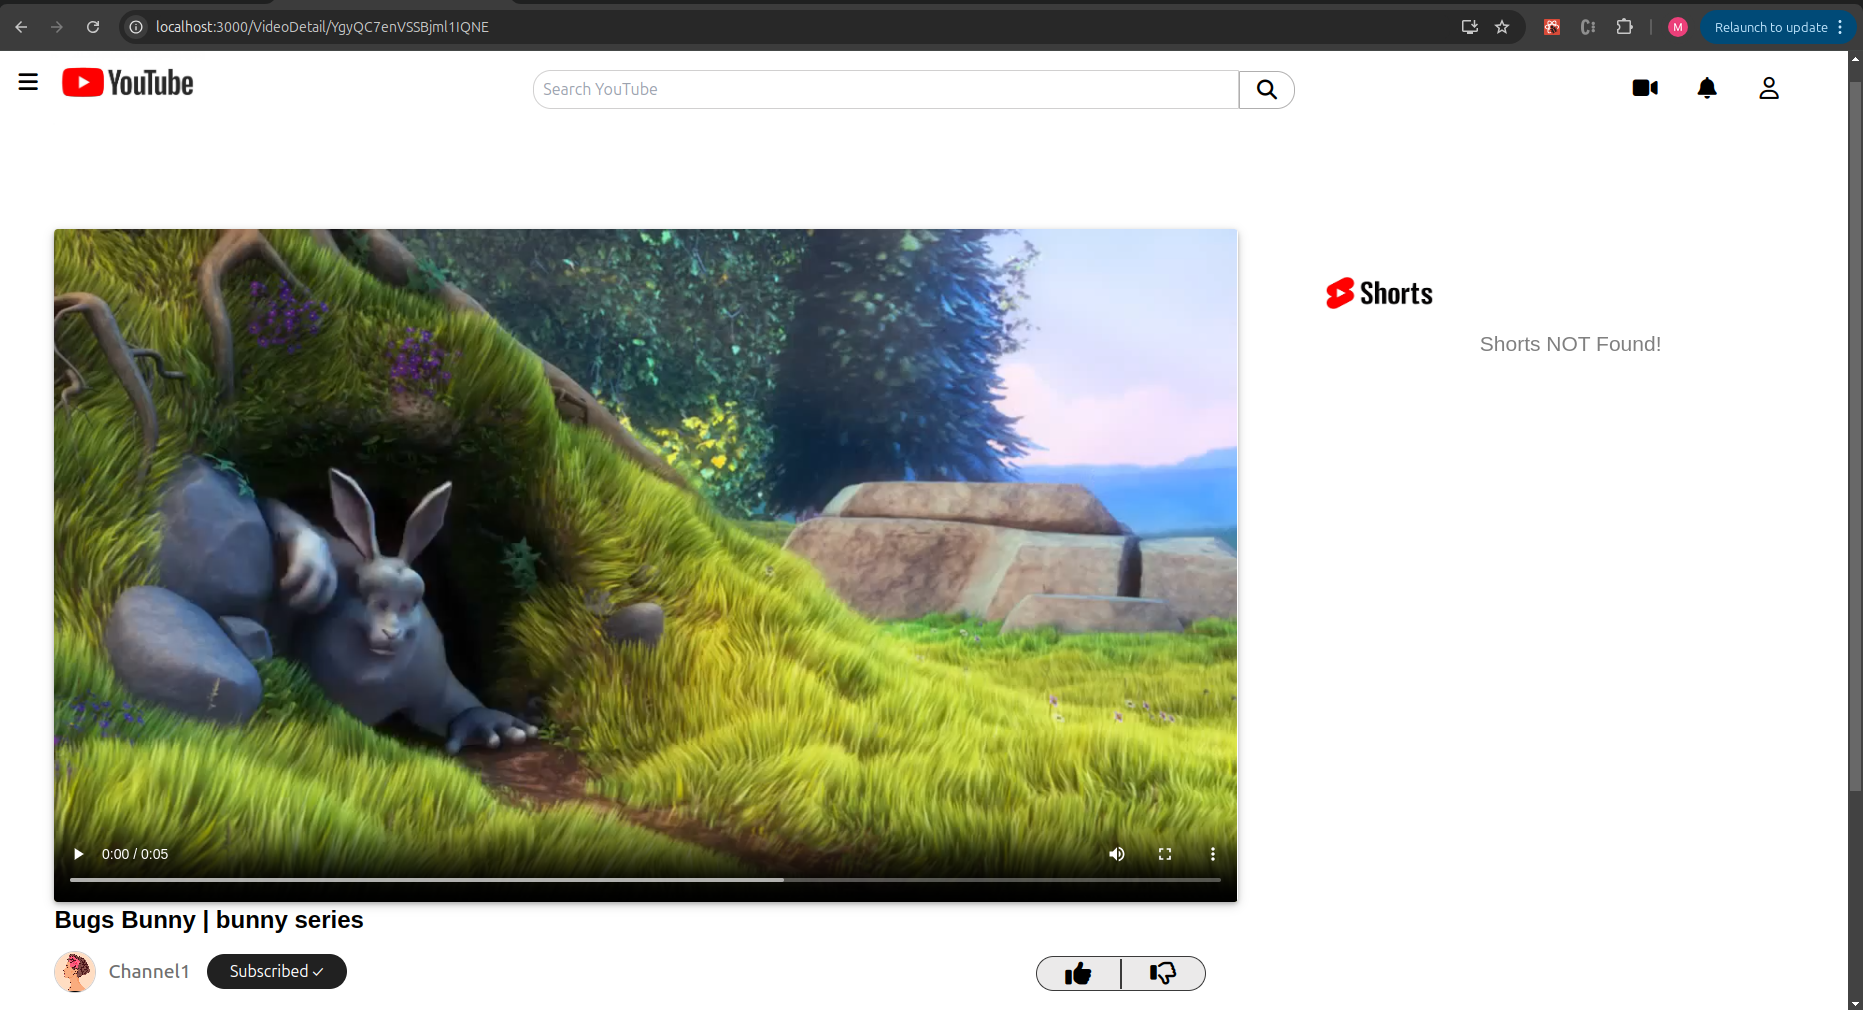 localhost:3000/VideoDetail/YgyQC7enVSSBjml1IQNE
M
Relaunch to update
YouTube
Search YouTube
Shorts
Shorts NOT Found!
0:00 / 0:05
Bugs Bunny | bunny series
Channel1
Subscribed